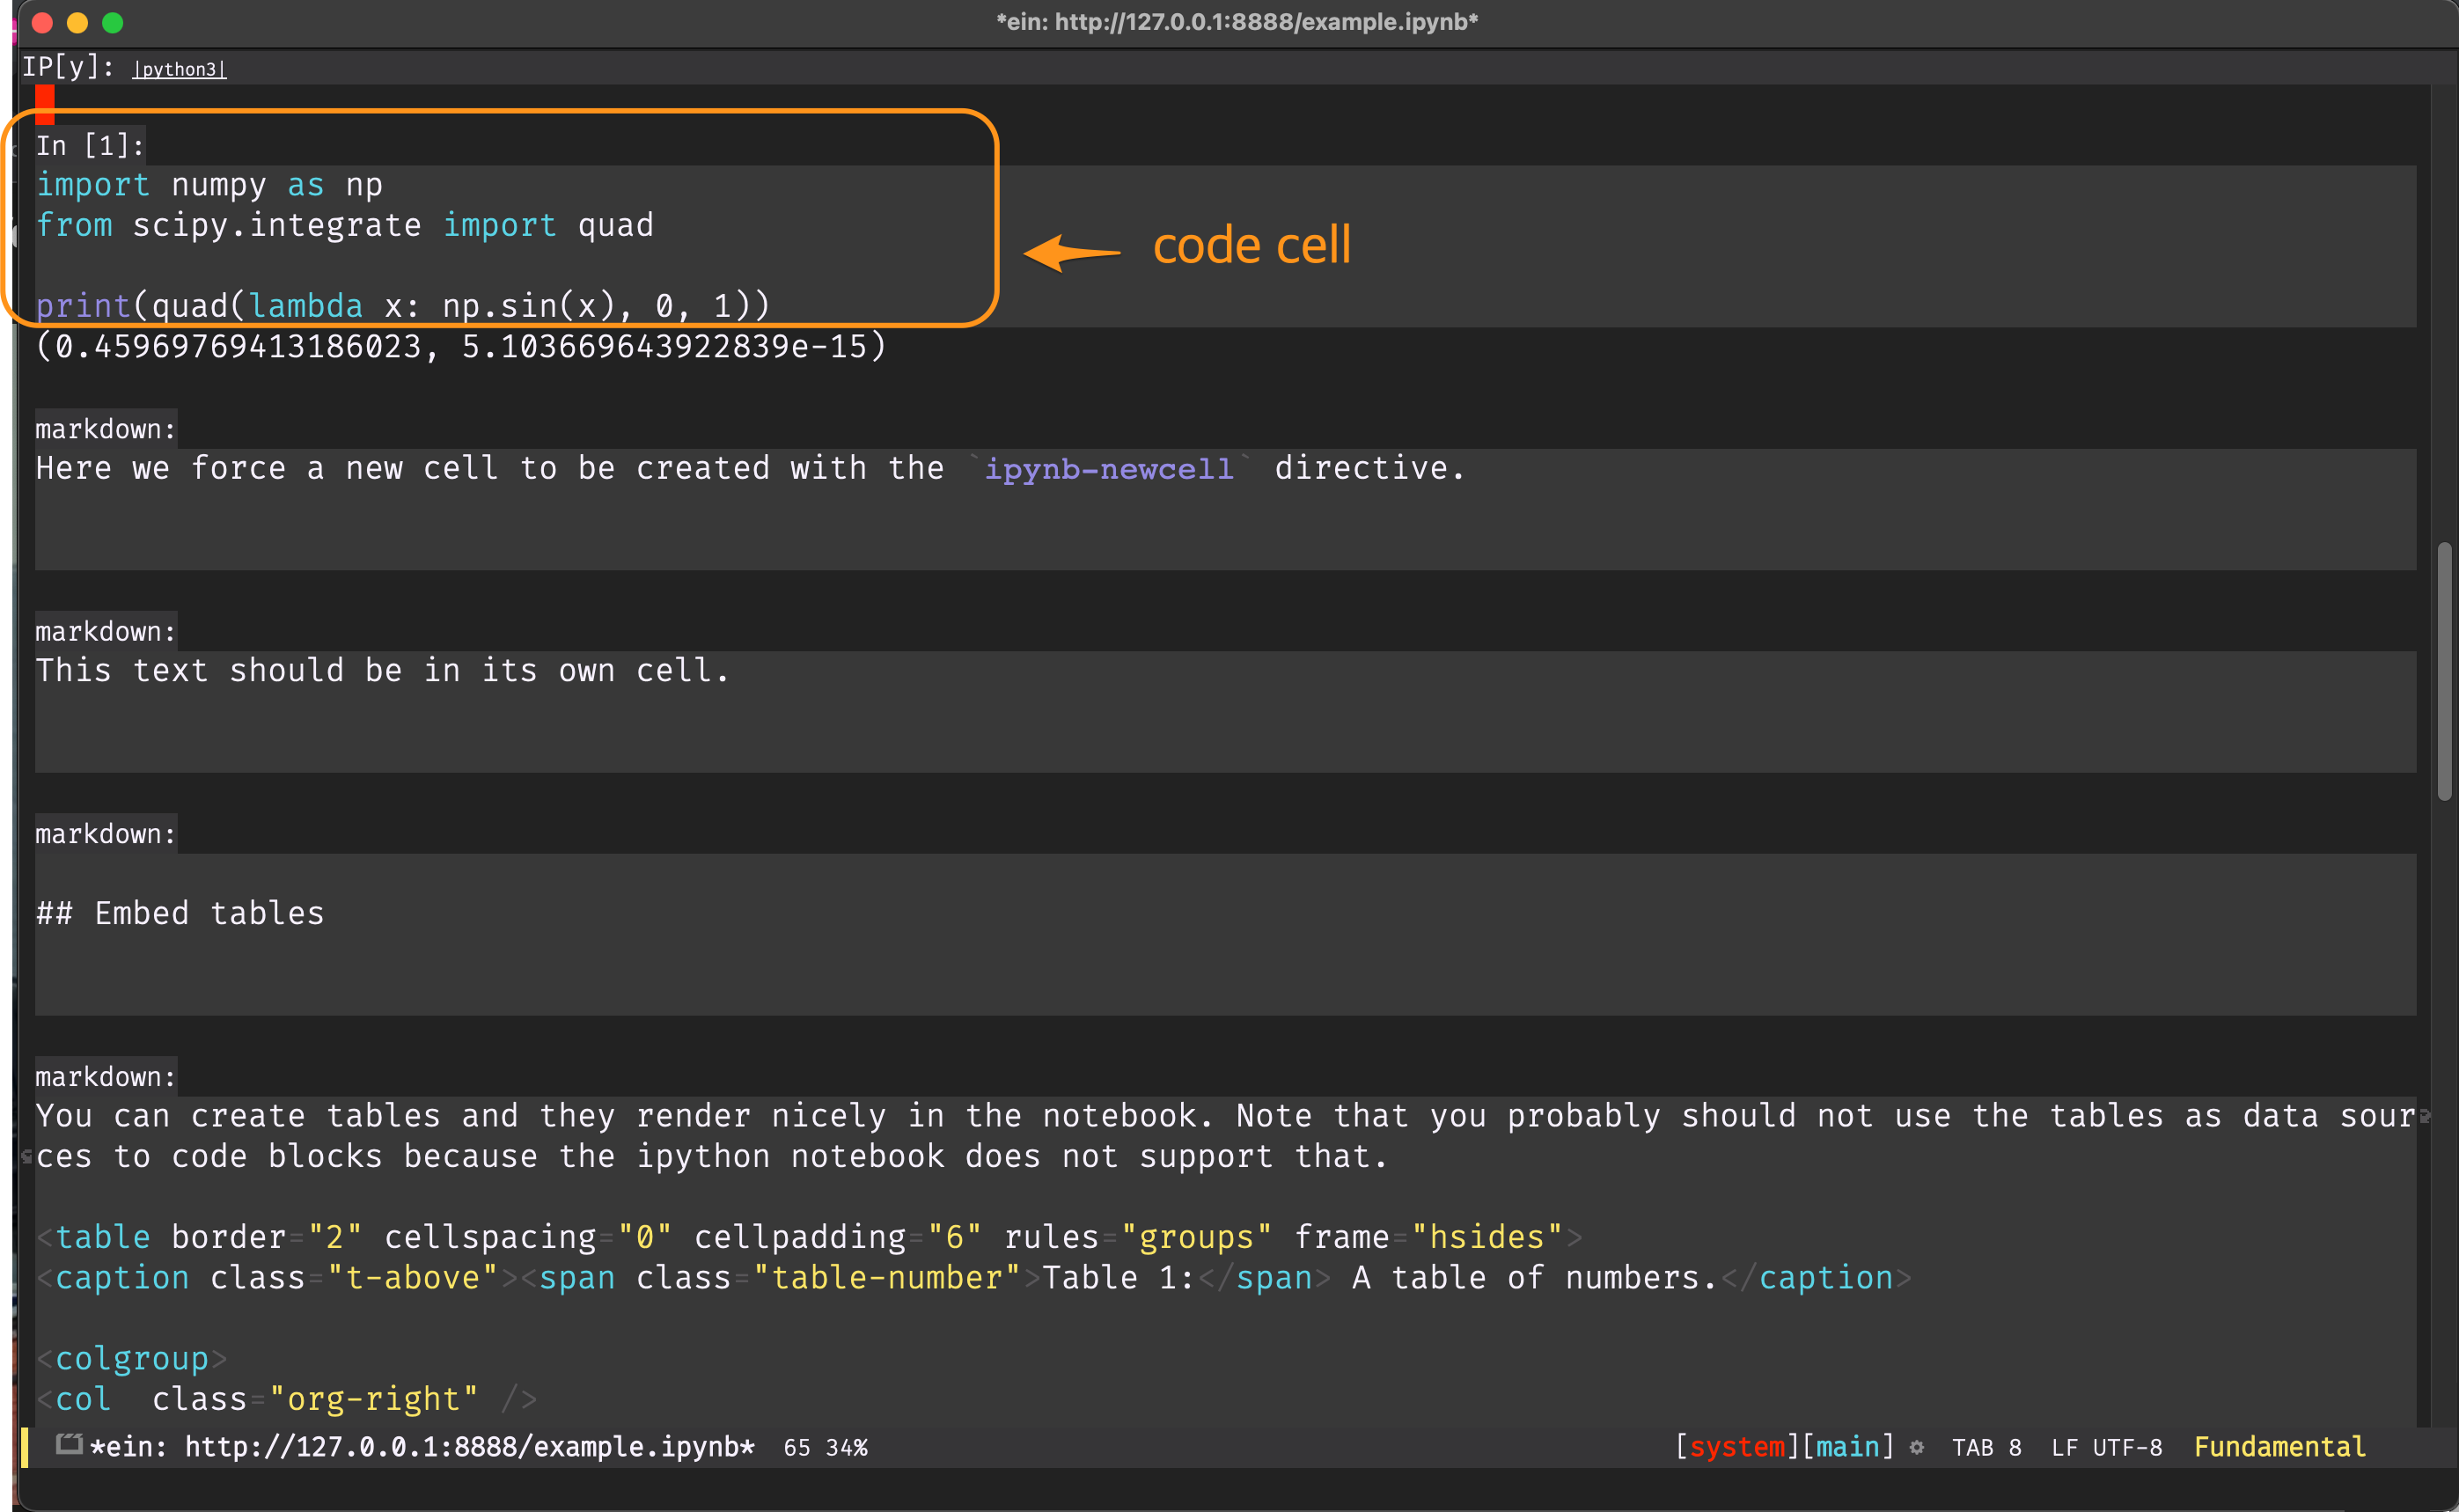 *ein: http://127.0.0.1:8888/example.ipynb*
IP[y]: |python3|
In [1]:
import numpy as np
from scipy.integrate import quad
code cell
print(quad(lambda x: np.sin(x), 0, 1))
(0.45969769413186023, 5.103669643922839e-15)
markdown:
Here we force a new cell to be created with the `ipynb-newcell` directive.
markdown:
This text should be in its own cell.
markdown:
## Embed tables
markdown:
You can create tables and they render nicely in the notebook. Note that you probably should not use the tables as data sour
ces to code blocks because the ipython notebook does not support that.
<table border="2" cellspacing="0" cellpadding="6" rules="groups" frame="hsides">
<caption class="t-above"><span class="table-number">Table 1:</span> A table of numbers.</caption>
<colgroup>
<col  class="org-right" />
*ein: http://127.0.0.1:8888/example.ipynb* 65 34% [system][main] TAB 8 LF UTF-8 Fundamental